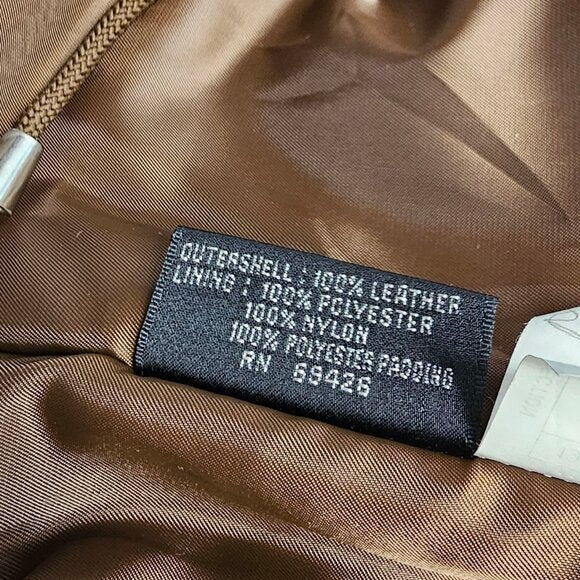 OUTERSHELL : 100% LEATHER
LINING : 100% POLYESTER
100% NYLON
100% POLYESTER PADDING
RN 69426